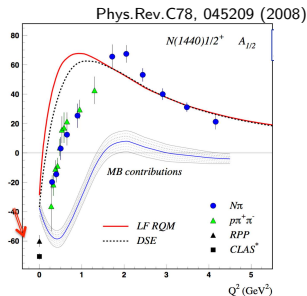 Phys.Rev.C78, 045209 (2008)
N(1440)1/2⁺ A₁/₂
80
60
40
20
0
-20
-40
-60
-80
MB contributions
Nπ
pπ⁺π⁻
RPP
CLAS*
LF RQM
DSE
0 1 2 3 4 5
Q² (GeV²)